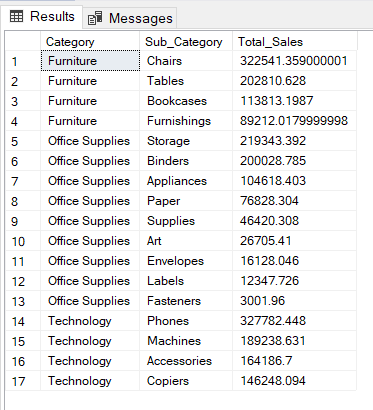 Results Messages
Category Sub_Category Total_Sales
1 Furniture Chairs 322541.359000001
2 Furniture Tables 202810.628
3 Furniture Bookcases 113813.1987
4 Furniture Furnishings 89212.0179999998
5 Office Supplies Storage 219343.392
6 Office Supplies Binders 200028.785
7 Office Supplies Appliances 104618.403
8 Office Supplies Paper 76828.304
9 Office Supplies Supplies 46420.308
10 Office Supplies Art 26705.41
11 Office Supplies Envelopes 16128.046
12 Office Supplies Labels 12347.726
13 Office Supplies Fasteners 3001.96
14 Technology Phones 327782.448
15 Technology Machines 189238.631
16 Technology Accessories 164186.7
17 Technology Copiers 146248.094